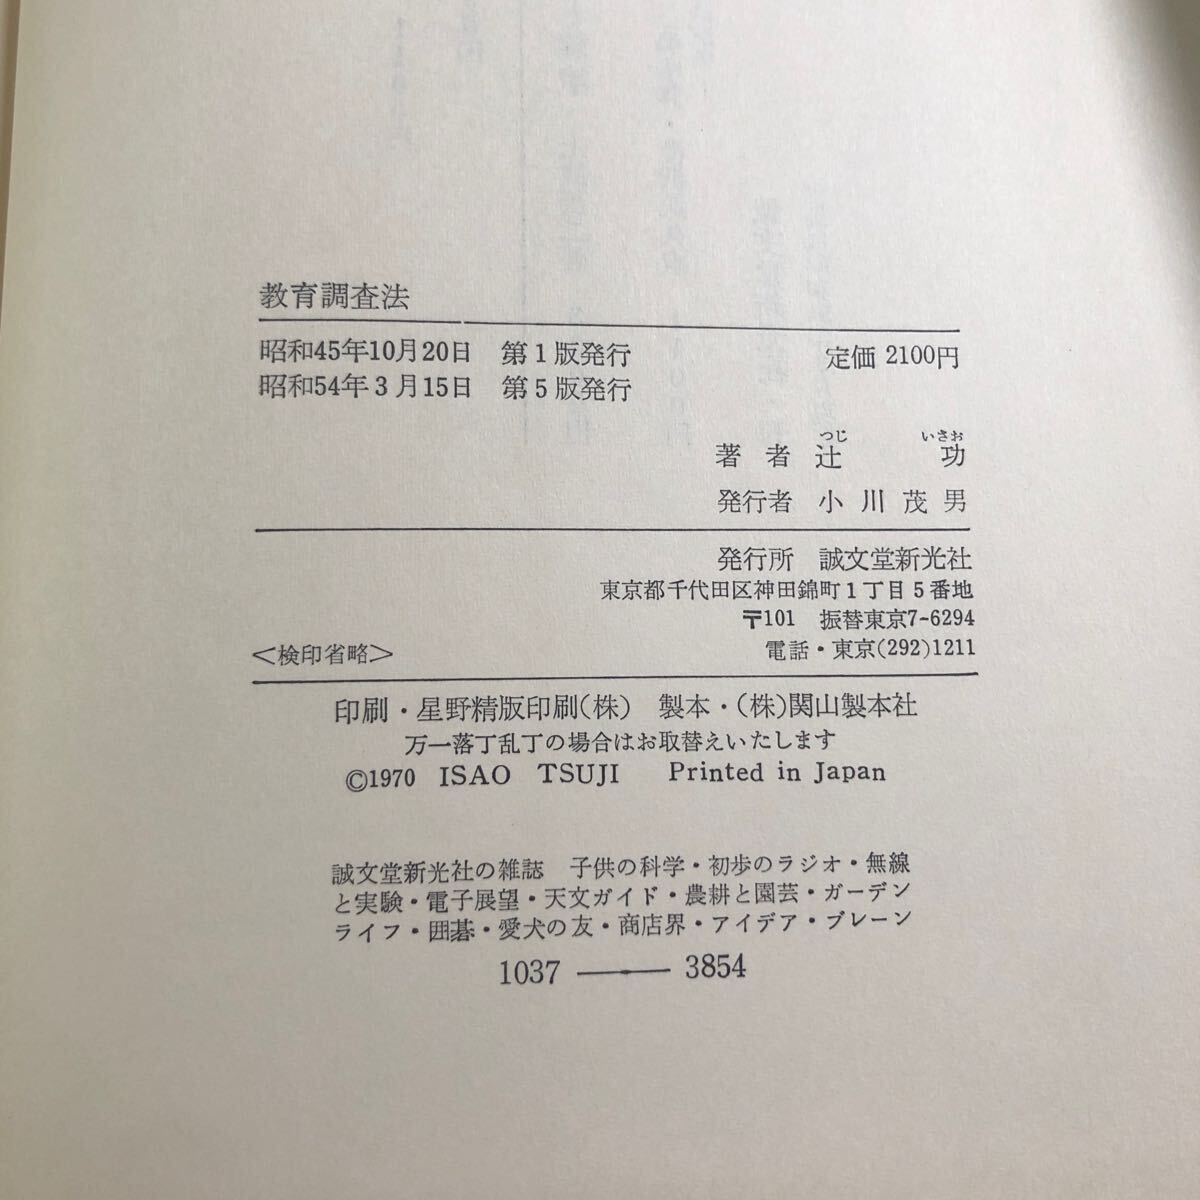 教育調査法
昭和45年10月20日　第1版発行　定価 2100円
昭和54年3月15日　第5版発行
つじ　いさお
著者 辻　功
発行者 小川茂男
発行所 誠文堂新光社
東京都千代田区神田錦町1丁目5番地
〒101 振替東京7-6294
<検印省略>　電話・東京(292)1211
印刷・星野精版印刷(株) 製本・(株)関山製本社
万一落丁乱丁の場合はお取替えいたします
©1970 ISAO TSUJI Printed in Japan
誠文堂新光社の雑誌 子供の科学・初歩のラジオ・無線
と実験・電子展望・天文ガイド・農耕と園芸・ガーデン
ライフ・囲碁・愛犬の友・商店界・アイデア・ブレーン
1037 —— 3854